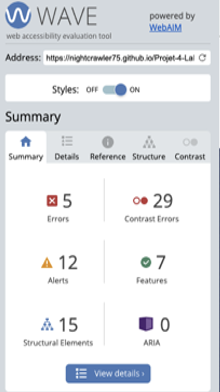 WAVE
web accessibility evaluation tool
powered by
WebAIM
Address: https://nightcrawler75.github.io/Projet-4-Lal
Styles: OFF ON
Summary
Summary Details Reference Structure Contrast
5 29
Errors Contrast Errors
12 7
Alerts Features
15 0
Structural Elements ARIA
View details ›